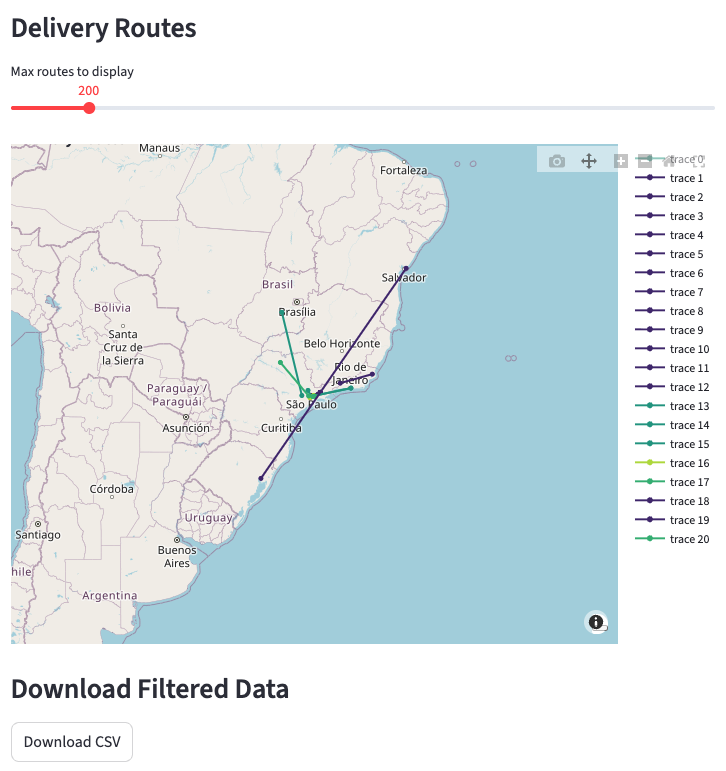 Delivery Routes
Max routes to display
200
Manaus
Fortaleza
Salvador
Brasil
Brasília
Bolivia
Santa
Cruz de
la Sierra
Belo Horizonte
Rio de
Janeiro
Paraguay /
Paraguái
São Paulo
Asunción
Curitiba
Córdoba
Uruguay
Santiago
Buenos
Aires
hile
Argentina
trace 0
trace 1
trace 2
trace 3
trace 4
trace 5
trace 6
trace 7
trace 8
trace 9
trace 10
trace 11
trace 12
trace 13
trace 14
trace 15
trace 16
trace 17
trace 18
trace 19
trace 20
Download Filtered Data
Download CSV